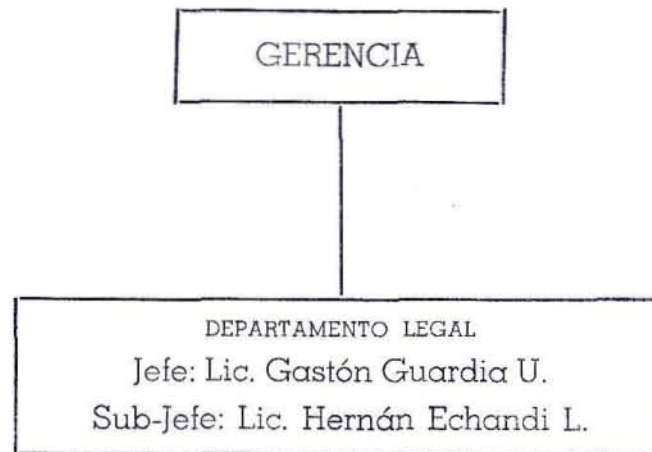 GERENCIA
DEPARTAMENTO LEGAL
Jefe: Lic. Gastón Guardia U.
Sub-Jefe: Lic. Hernán Echandi L.